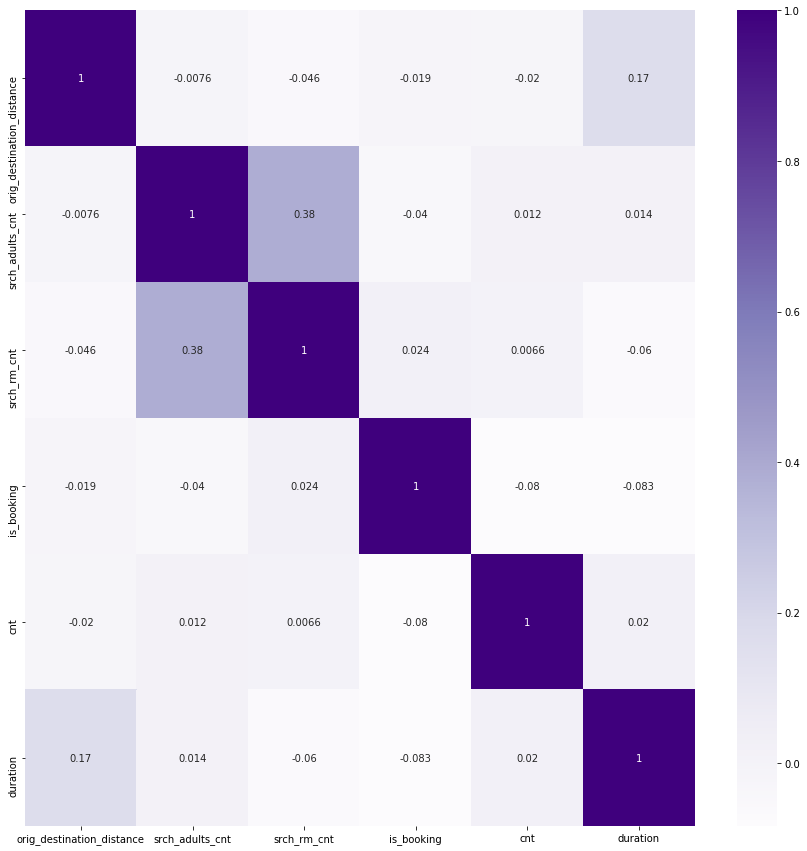 orig_destination_distance 1 -0.0076 -0.046 -0.019 -0.02 0.17
srch_adults_cnt -0.0076 1 0.38 -0.04 0.012 0.014
srch_rm_cnt -0.046 0.38 1 0.024 0.0066 -0.06
is_booking -0.019 -0.04 0.024 1 -0.08 -0.083
cnt -0.02 0.012 0.0066 -0.08 1 0.02
duration 0.17 0.014 -0.06 -0.083 0.02 1
orig_destination_distance srch_adults_cnt srch_rm_cnt is_booking cnt duration
1.0
0.8
0.6
0.4
0.2
0.0